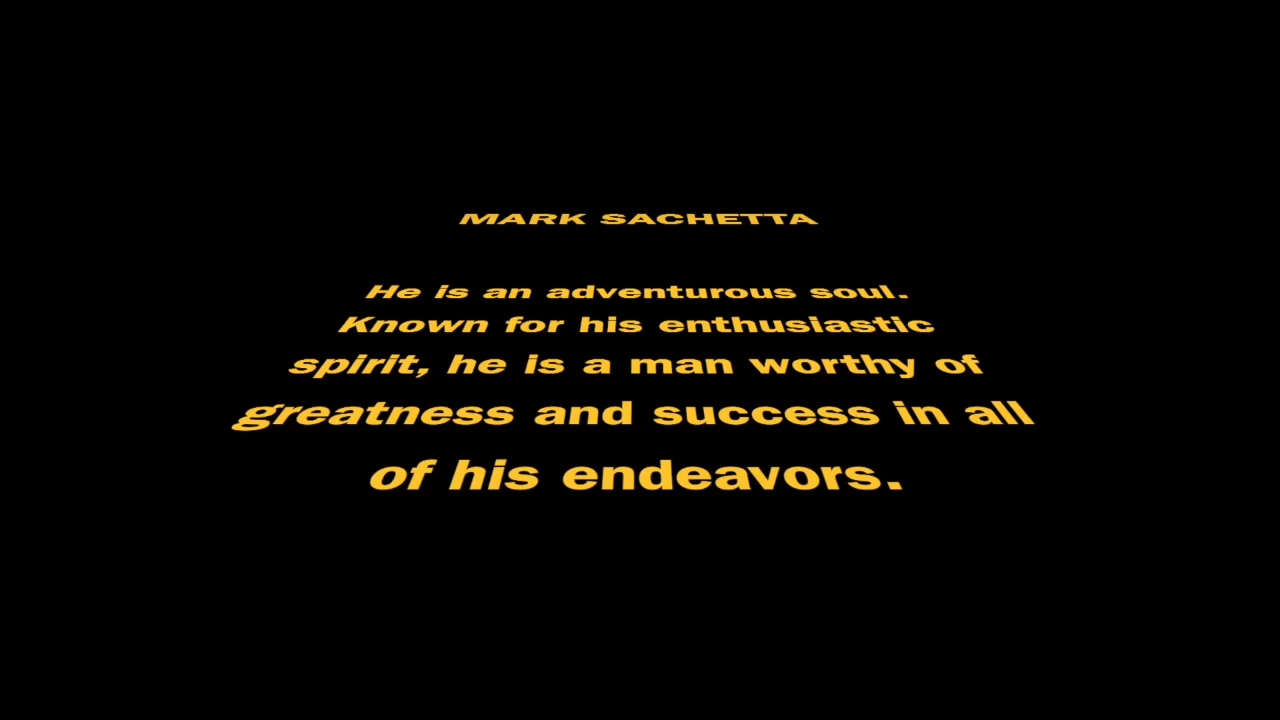 MARK SACHETTA
He is an adventurous soul.
Known for his enthusiastic
spirit, he is a man worthy of
greatness and success in all
of his endeavors.